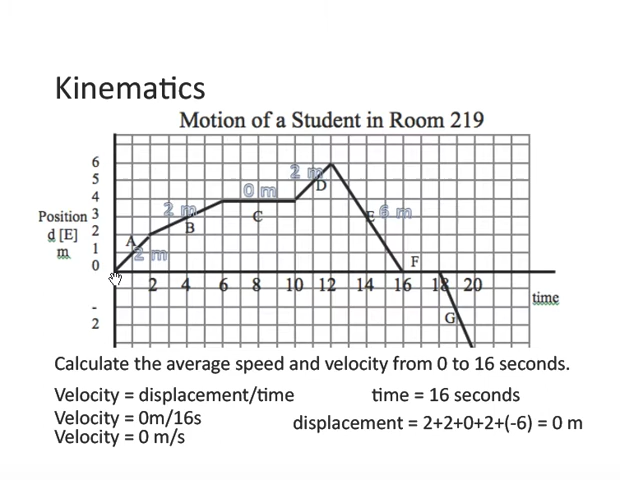 Kinematics
Motion of a Student in Room 219
6
5
4
Position 3
d [E] 2
m 1
0
-
2
A
2 m
2 m
B
0 m
C
2 m
D
E 6 m
F
G
2 4 6 8 10 12 14 16 18 20
time
Calculate the average speed and velocity from 0 to 16 seconds.
Velocity = displacement/time
time = 16 seconds
Velocity = 0m/16s
displacement = 2+2+0+2+(-6) = 0 m
Velocity = 0 m/s